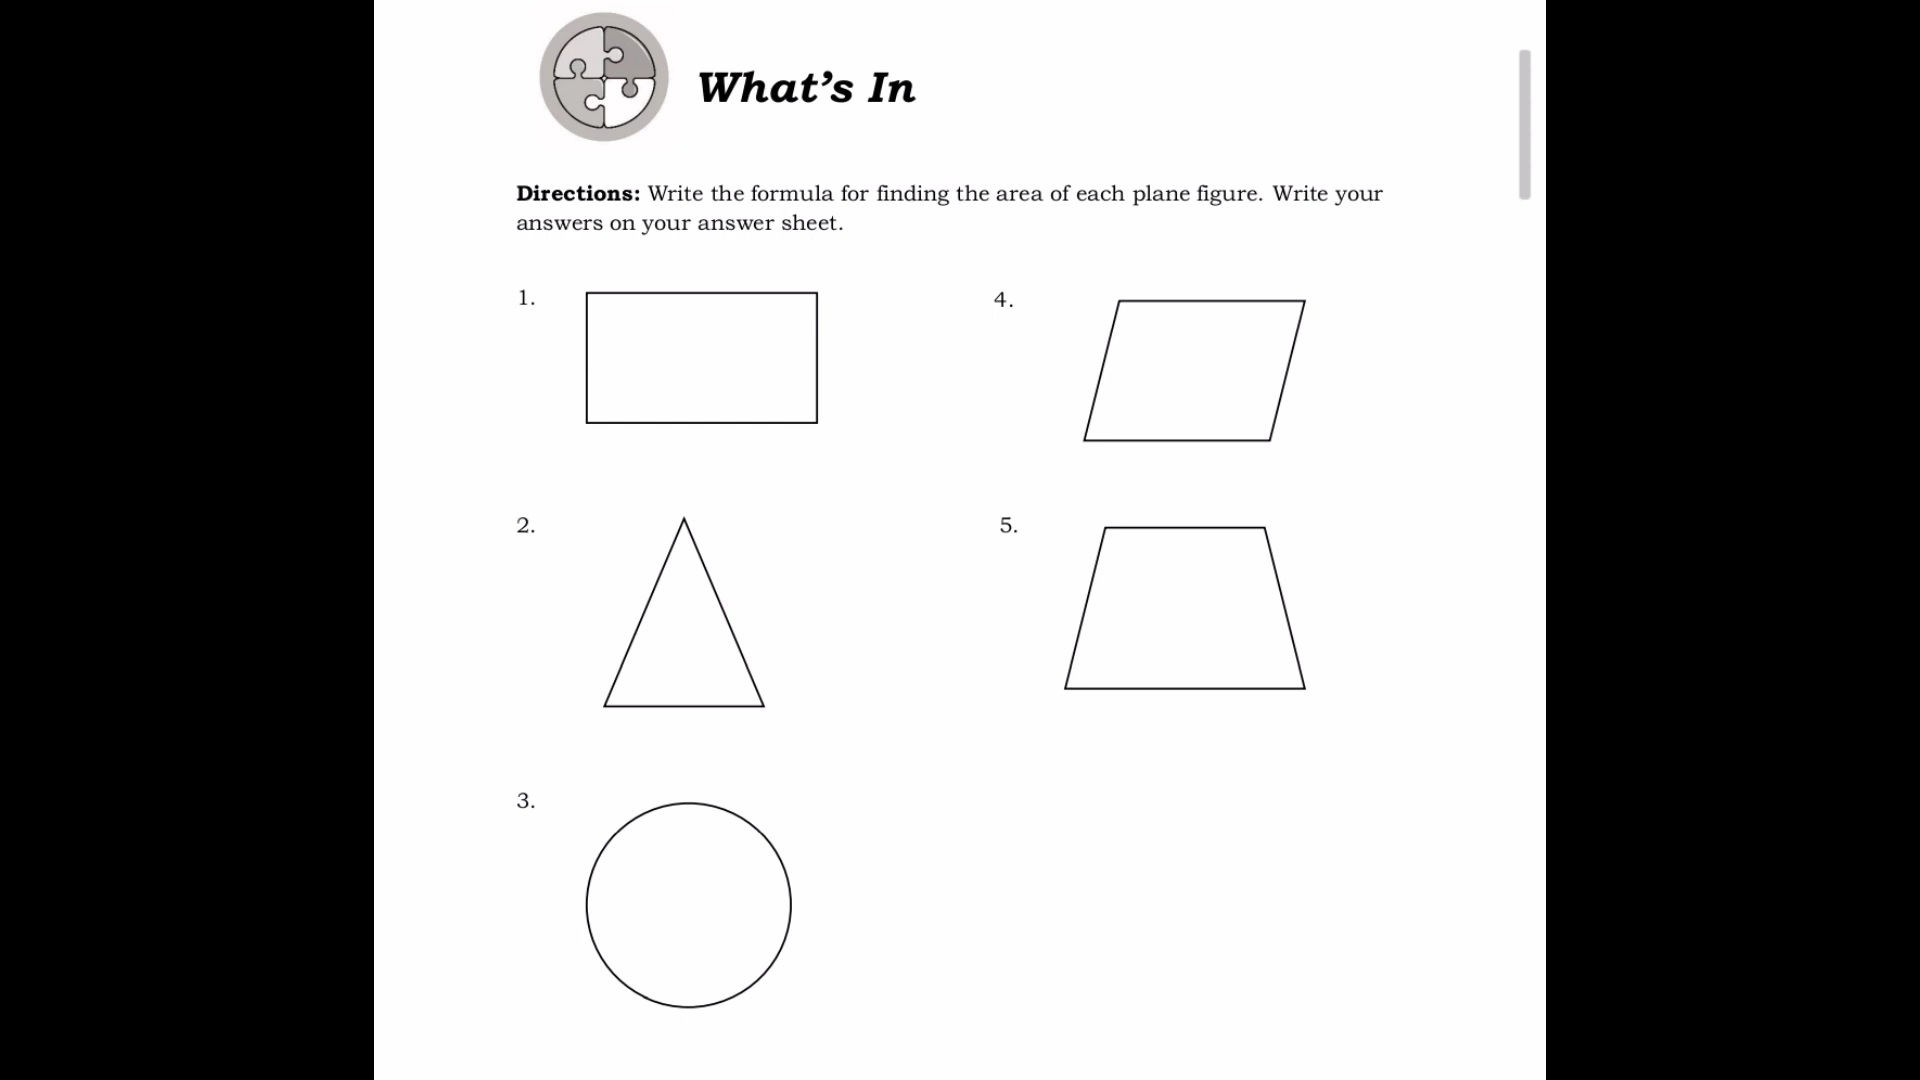 What’s In
Directions: Write the formula for finding the area of each plane figure. Write your
answers on your answer sheet.
1.
4.
2.
5.
3.